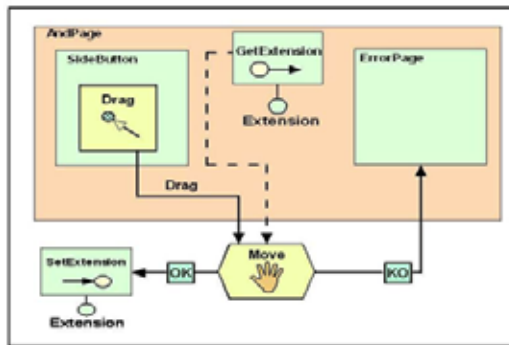 AndPage
SideButton
GetExtension
ErrorPage
Drag
Extension
Drag
Move
SetExtension
OK
KO
Extension